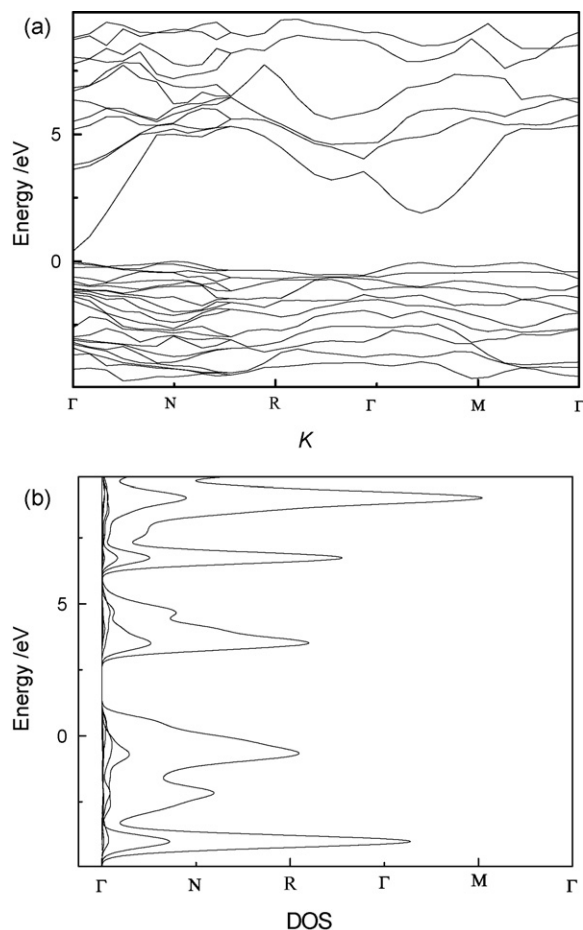 (a)
Energy /eV
5
0
Γ N R Γ M Γ
K
(b)
Energy /eV
5
0
Γ N R Γ M Γ
DOS